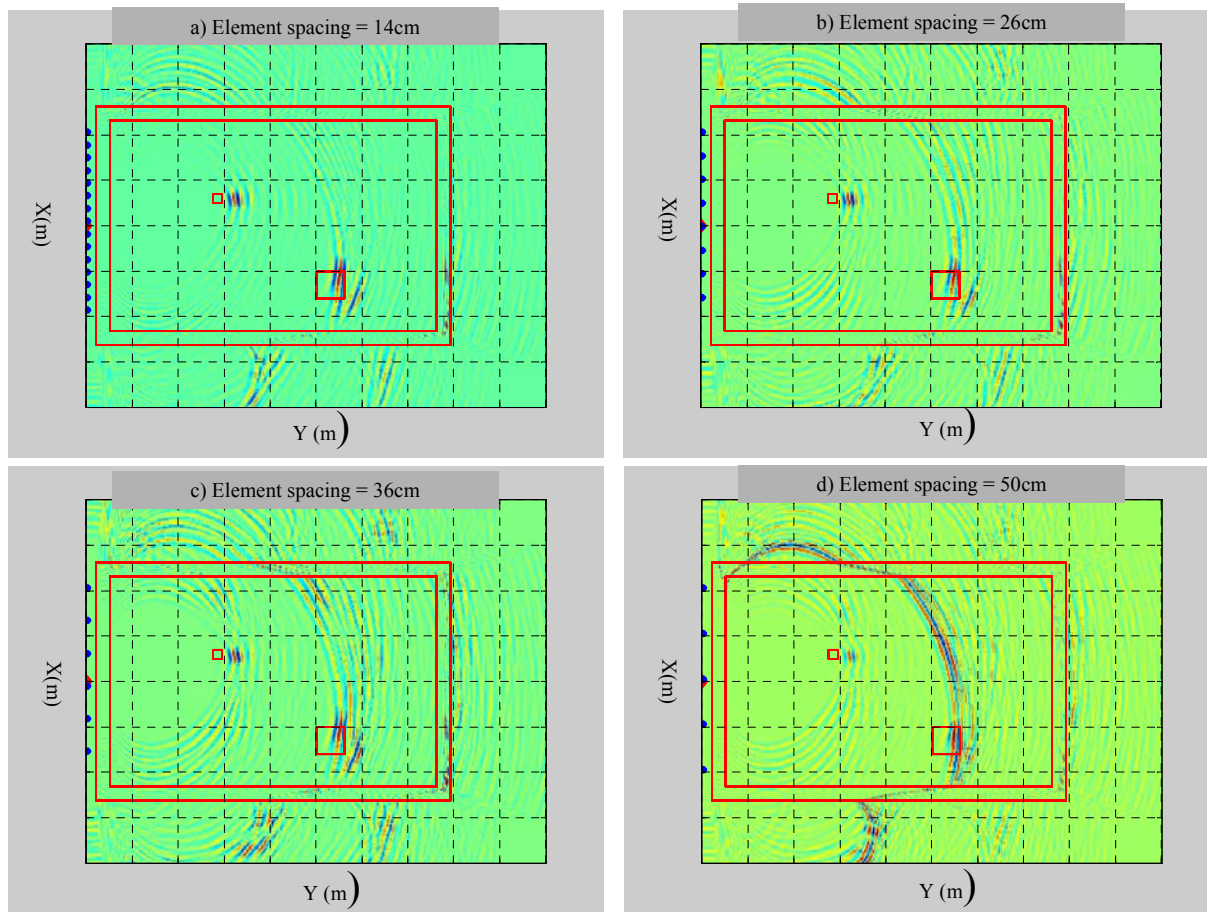 a) Element spacing = 14cm
X(m)
Y (m)
b) Element spacing = 26cm
X(m)
Y (m)
c) Element spacing = 36cm
X(m)
Y (m)
d) Element spacing = 50cm
X(m)
Y (m)